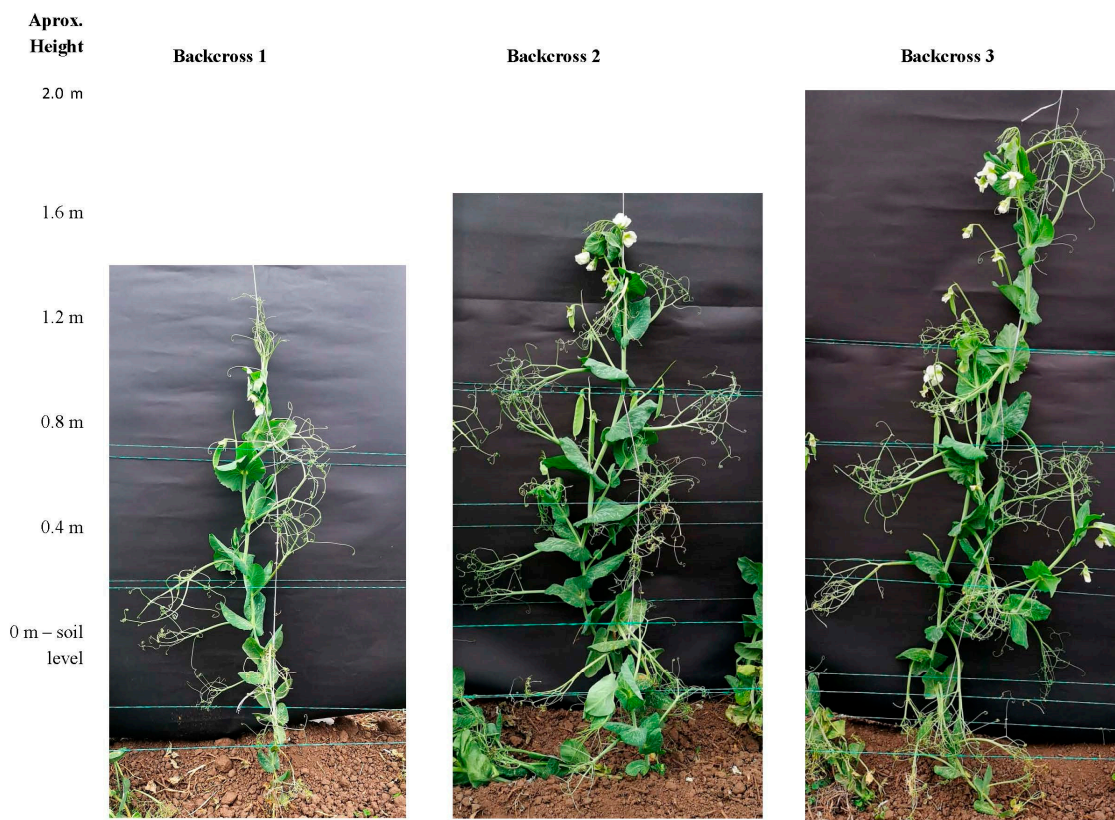 Aprox.
Height
Backcross 1
Backcross 2
Backcross 3
2.0 m
1.6 m
1.2 m
0.8 m
0.4 m
0 m – soil
level